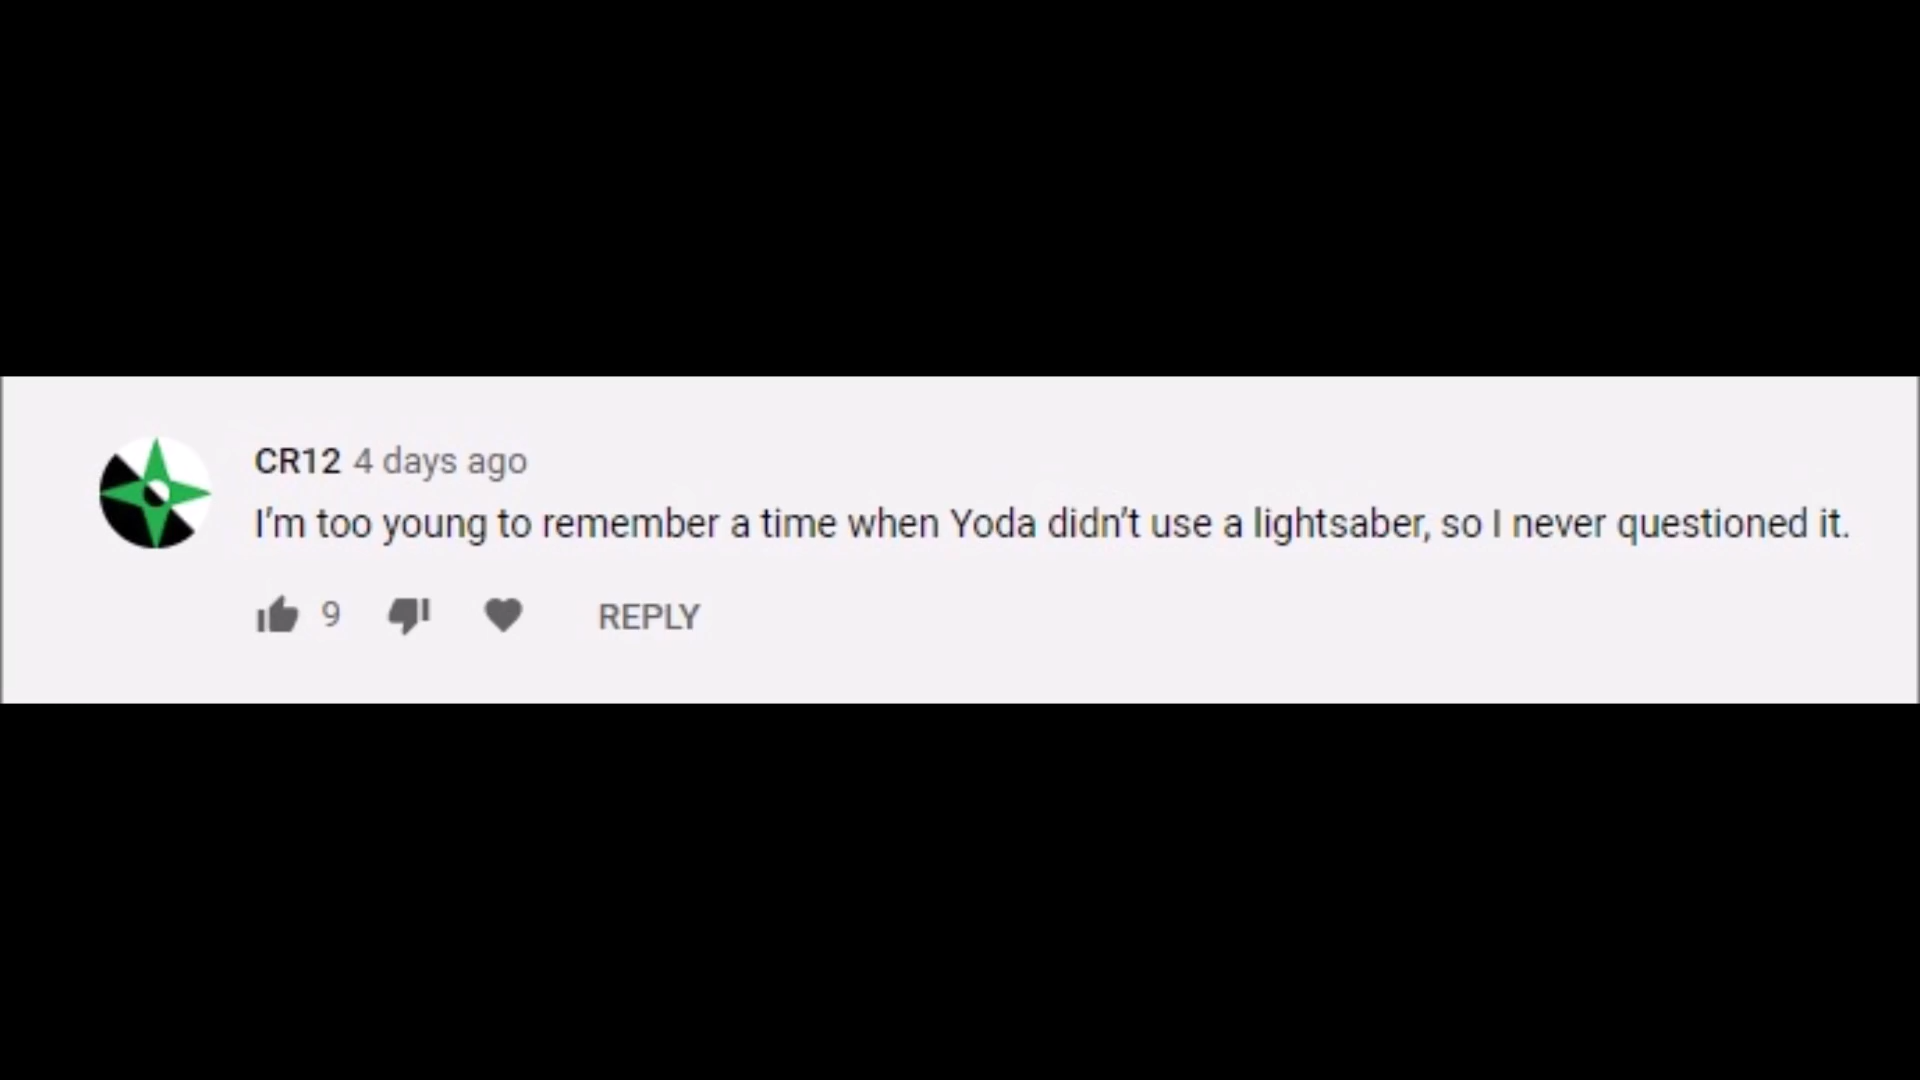 CR12 4 days ago
I’m too young to remember a time when Yoda didn’t use a lightsaber, so I never questioned it.
9 REPLY